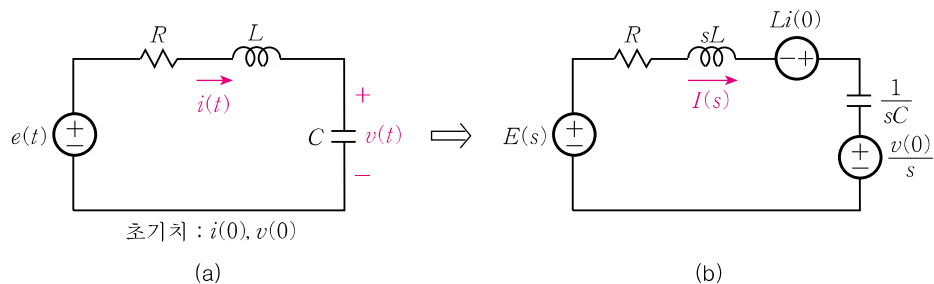 R
L
i(t)
e(t)
+
−
+
C
v(t)
−
초기치 : i(0), v(0)
(a)
R
sL
Li(0)
−+
I(s)
E(s)
+
−
1
sC
+
−
v(0)
s
(b)